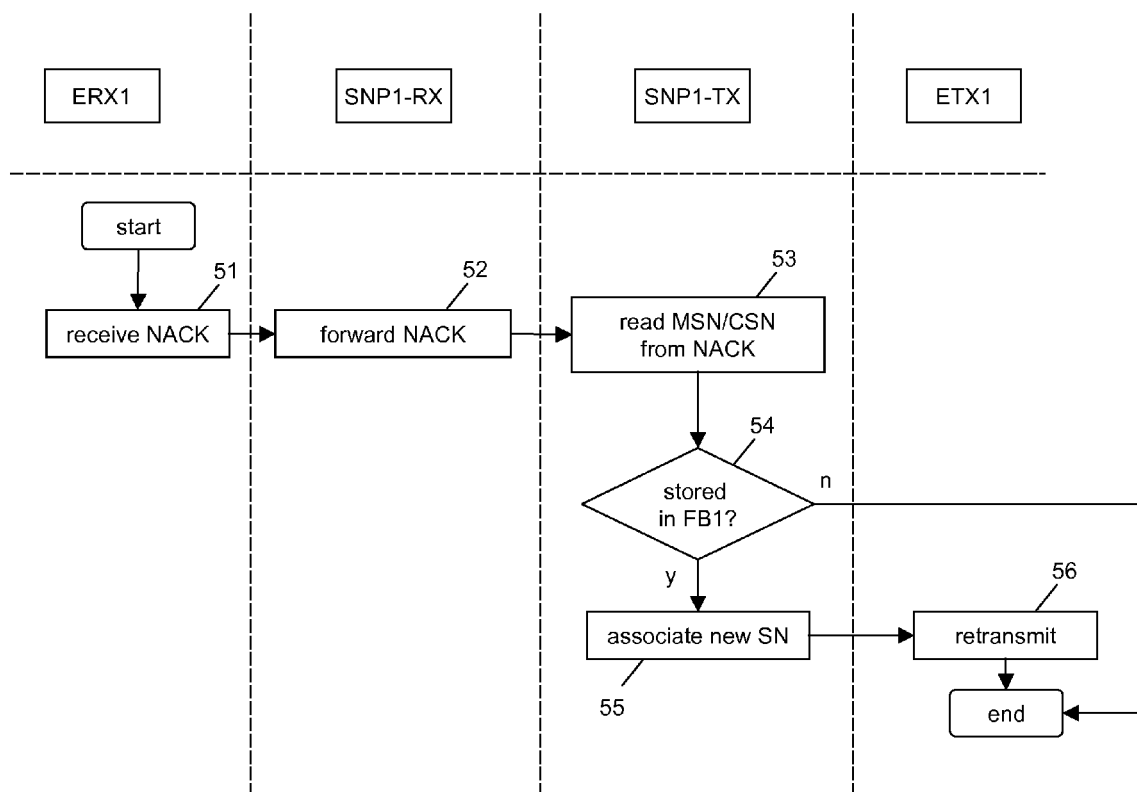 ERX1
SNP1-RX
SNP1-TX
ETX1
start
51
52
53
receive NACK
forward NACK
read MSN/CSN
from NACK
54
stored
in FB1?
n
y
56
associate new SN
retransmit
55
end